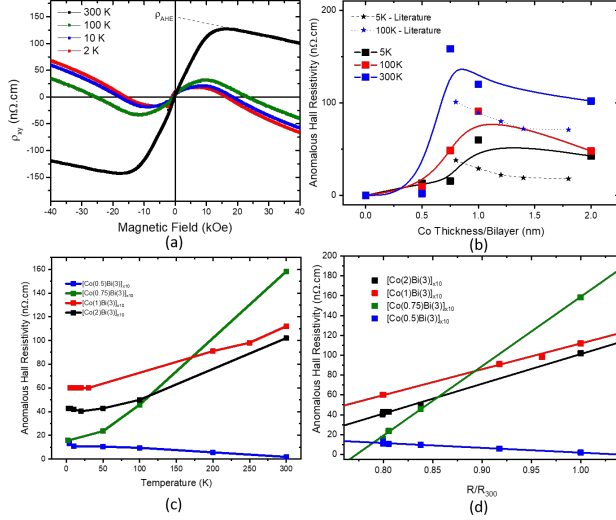 300 K
100 K
10 K
2 K
ρAHE
150
100
50
0
-50
-100
-150
ρxy (nΩ.cm)
-40 -20 0 20 40
Magnetic Field (kOe)
(a)
5K - Literature
100K - Literature
5K
100K
300K
200
100
0
Anomalous Hall Resistivity (nΩ.cm)
0.0 0.5 1.0 1.5 2.0
Co Thickness/Bilayer (nm)
(b)
[Co(0.5)Bi(3)]x10
[Co(0.75)Bi(3)]x10
[Co(1)Bi(3)]x10
[Co(2)Bi(3)]x10
160
140
120
100
80
60
40
20
0
Anomalous Hall Resistivity (nΩ.cm)
0 50 100 150 200 250 300
Temperature (K)
(c)
[Co(2)Bi(3)]x10
[Co(1)Bi(3)]x10
[Co(0.75)Bi(3)]x10
[Co(0.5)Bi(3)]x10
200
180
160
140
120
100
80
60
40
20
0
Anomalous Hall Resistivity (nΩ.cm)
0.80 0.85 0.90 0.95 1.00
R/R300
(d)